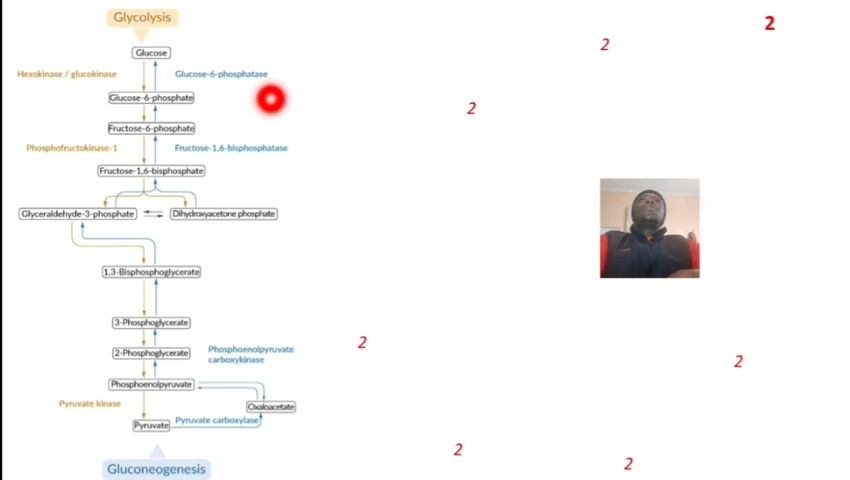 Glycolysis
2
2
Glucose
Hexokinase / glucokinase
Glucose-6-phosphatase
Glucose-6-phosphate
2
Fructose-6-phosphate
Phosphofructokinase-1
Fructose-1,6-bisphosphatase
Fructose-1,6-bisphosphate
Glyceraldehyde-3-phosphate
Dihydroxyacetone phosphate
1,3-Bisphosphoglycerate
3-Phosphoglycerate
2-Phosphoglycerate
Phosphoenolpyruvate
carboxykinase
2
2
Phosphoenolpyruvate
Pyruvate kinase
Oxaloacetate
Pyruvate carboxylase
Pyruvate
2
2
Gluconeogenesis